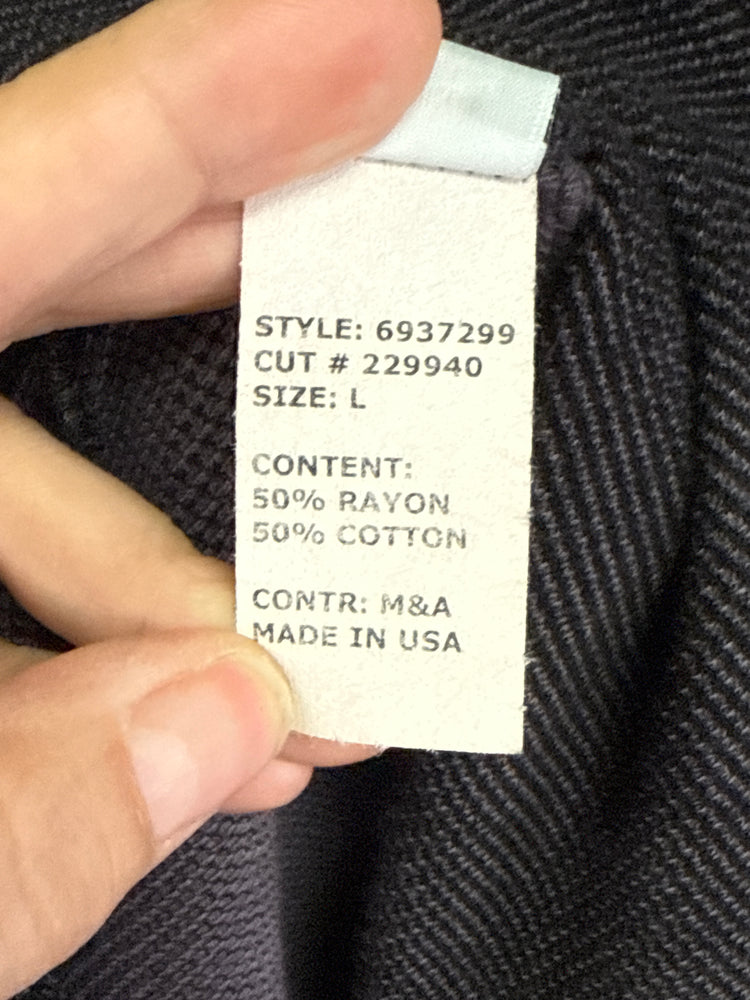 STYLE: 6937299
CUT # 229940
SIZE: L
CONTENT:
50% RAYON
50% COTTON
CONTR: M&A
MADE IN USA